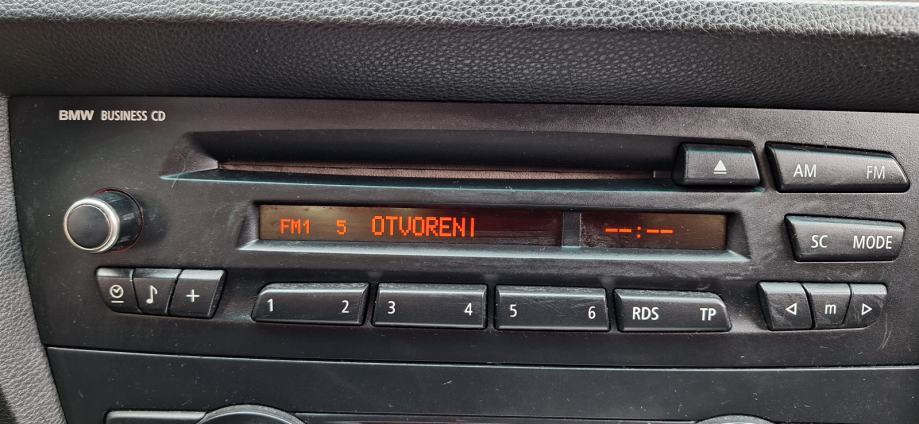 BMW BUSINESS CD
AM FM
FM1 5 OTVORENI --:--
SC MODE
+
1 2 3 4 5 6 RDS TP m